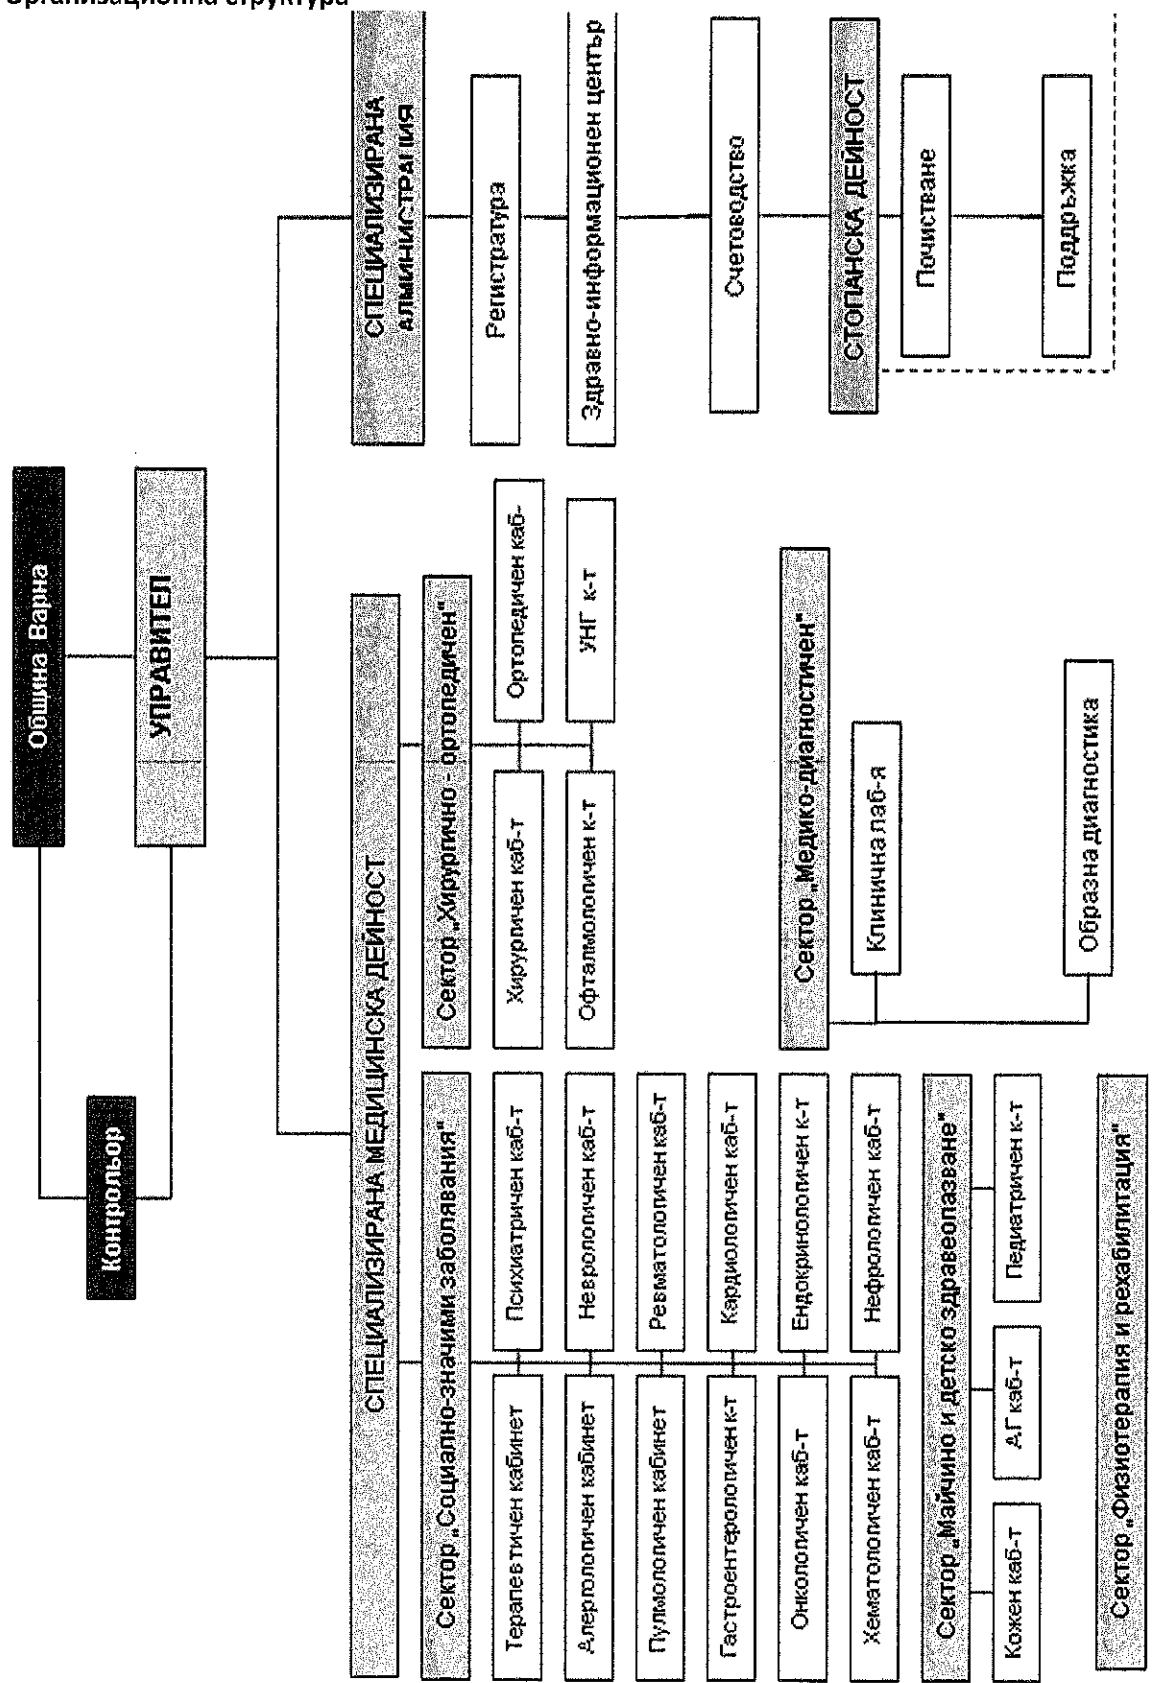 Организационна структура
Община Варна
Контрольор
УПРАВИТЕЛ
СПЕЦИАЛИЗИРАНА МЕДИЦИНСКА ДЕЙНОСТ
СПЕЦИАЛИЗИРАНА
АДМИНИСТРАЦИЯ
Сектор „Социално-значими заболявания"
Сектор „Хирургично - ортопедичен"
Терапевтичен кабинет
Психиатричен каб-т
Хирургичен каб-т
Ортопедичен каб-
Регистратура
Алергологичен кабинет
Неврологичен каб-т
Офталмологичен к-т
УНГ к-т
Здравно-информационен център
Пулмологичен кабинет
Ревматологичен каб-т
Гастроентерологичен к-т
Кардиологичен каб-т
Счетоводство
Онкологичен каб-т
Ендокринологичен к-т
Сектор „Медико-диагностичен"
СТОПАНСКА ДЕЙНОСТ
Хематологичен каб-т
Нефрологичен каб-т
Клинична лаб-я
Почистване
Сектор „Майчино и детско здравеопазване"
Кожен каб-т
АГ каб-т
Педиатричен к-т
Образна диагностика
Поддръжка
Сектор „Физиотерапия и рехабилитация"